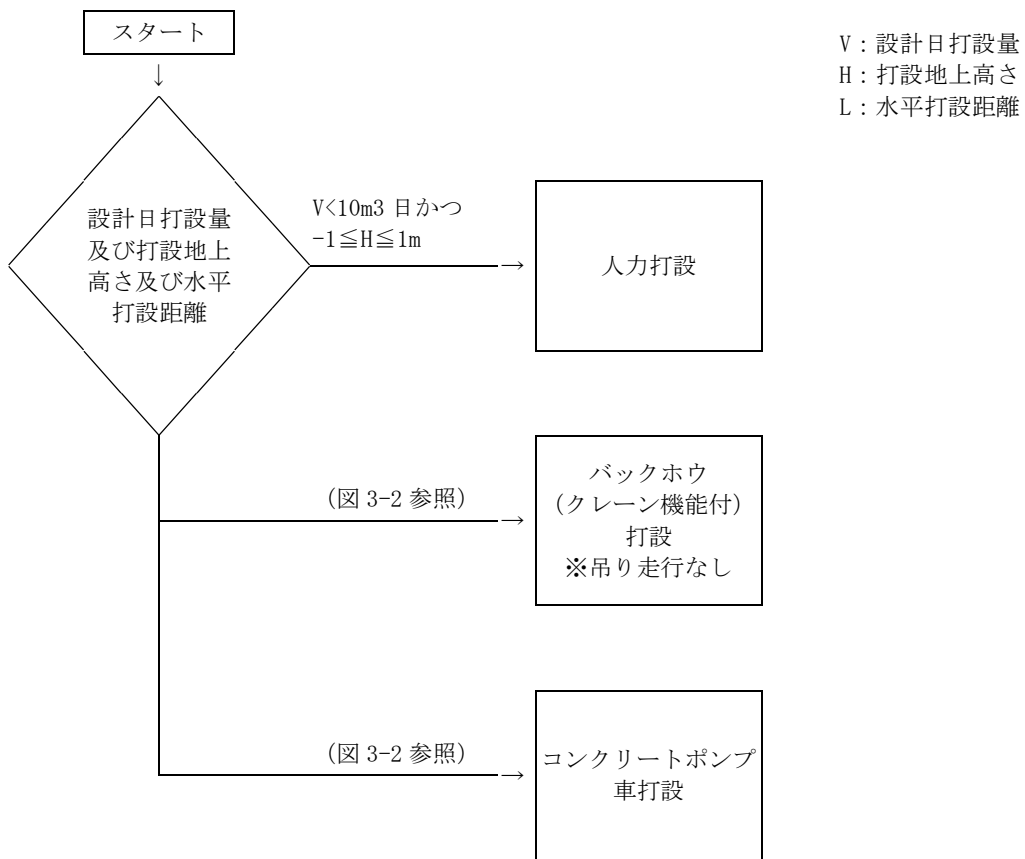 スタート
↓
V：設計日打設量
H：打設地上高さ
L：水平打設距離
設計日打設量
及び打設地上
高さ及び水平
打設距離
V<10m3 日かつ
-1≦H≦1m
→
人力打設
(図 3-2 参照)
→
バックホウ
(クレーン機能付)
打設
※吊り走行なし
(図 3-2 参照)
→
コンクリートポンプ
車打設